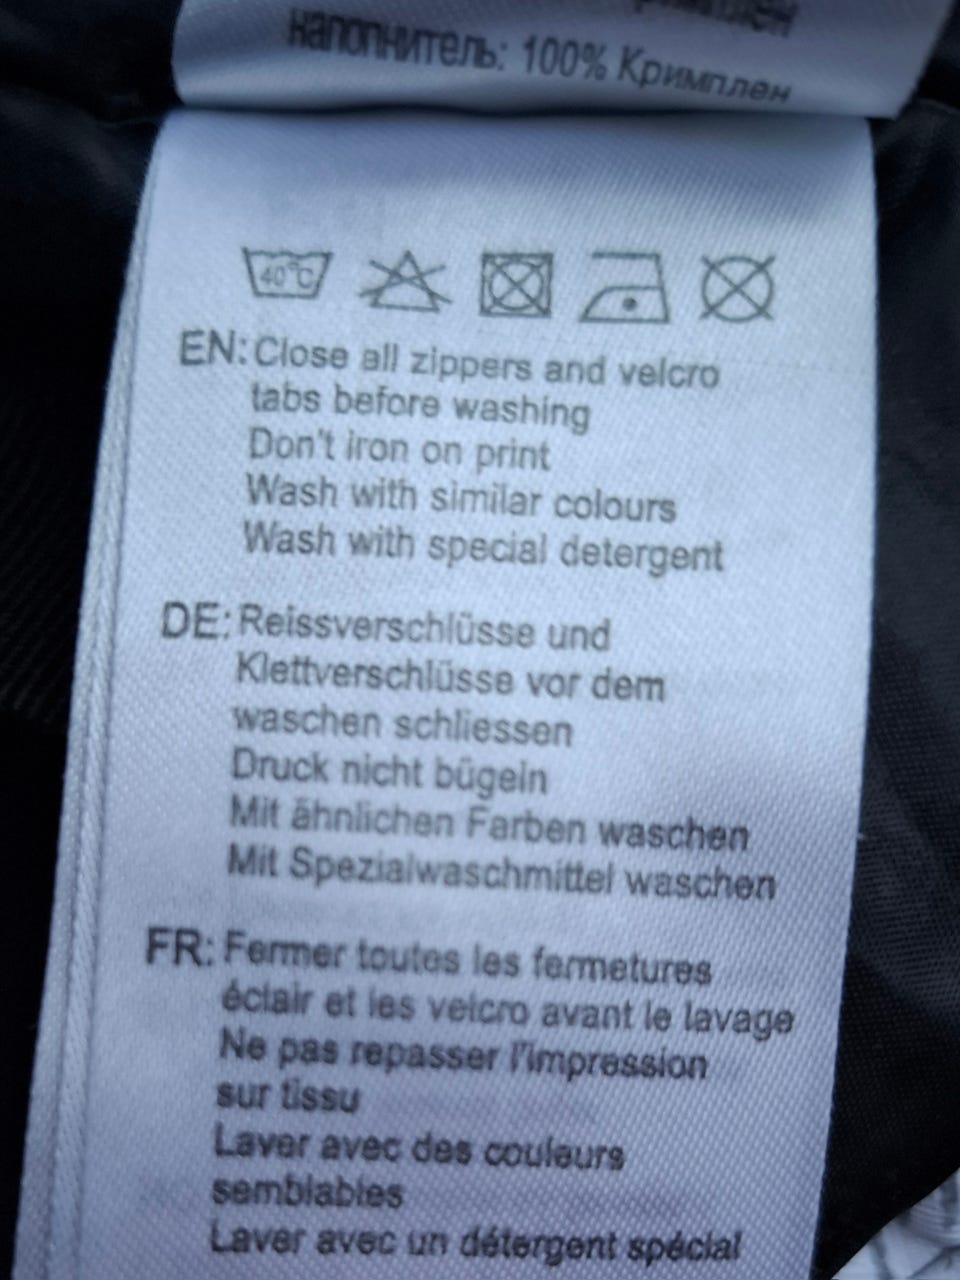 наполнитель: 100% Кримплен
40°C
EN: Close all zippers and velcro
tabs before washing
Don't iron on print
Wash with similar colours
Wash with special detergent
DE: Reissverschlüsse und
Klettverschlüsse vor dem
waschen schliessen
Druck nicht bügeln
Mit ähnlichen Farben waschen
Mit Spezialwaschmittel waschen
FR: Fermer toutes les fermetures
éclair et les velcro avant le lavage
Ne pas repasser l'impression
sur tissu
Laver avec des couleurs
semblables
Laver avec un détergent spécial